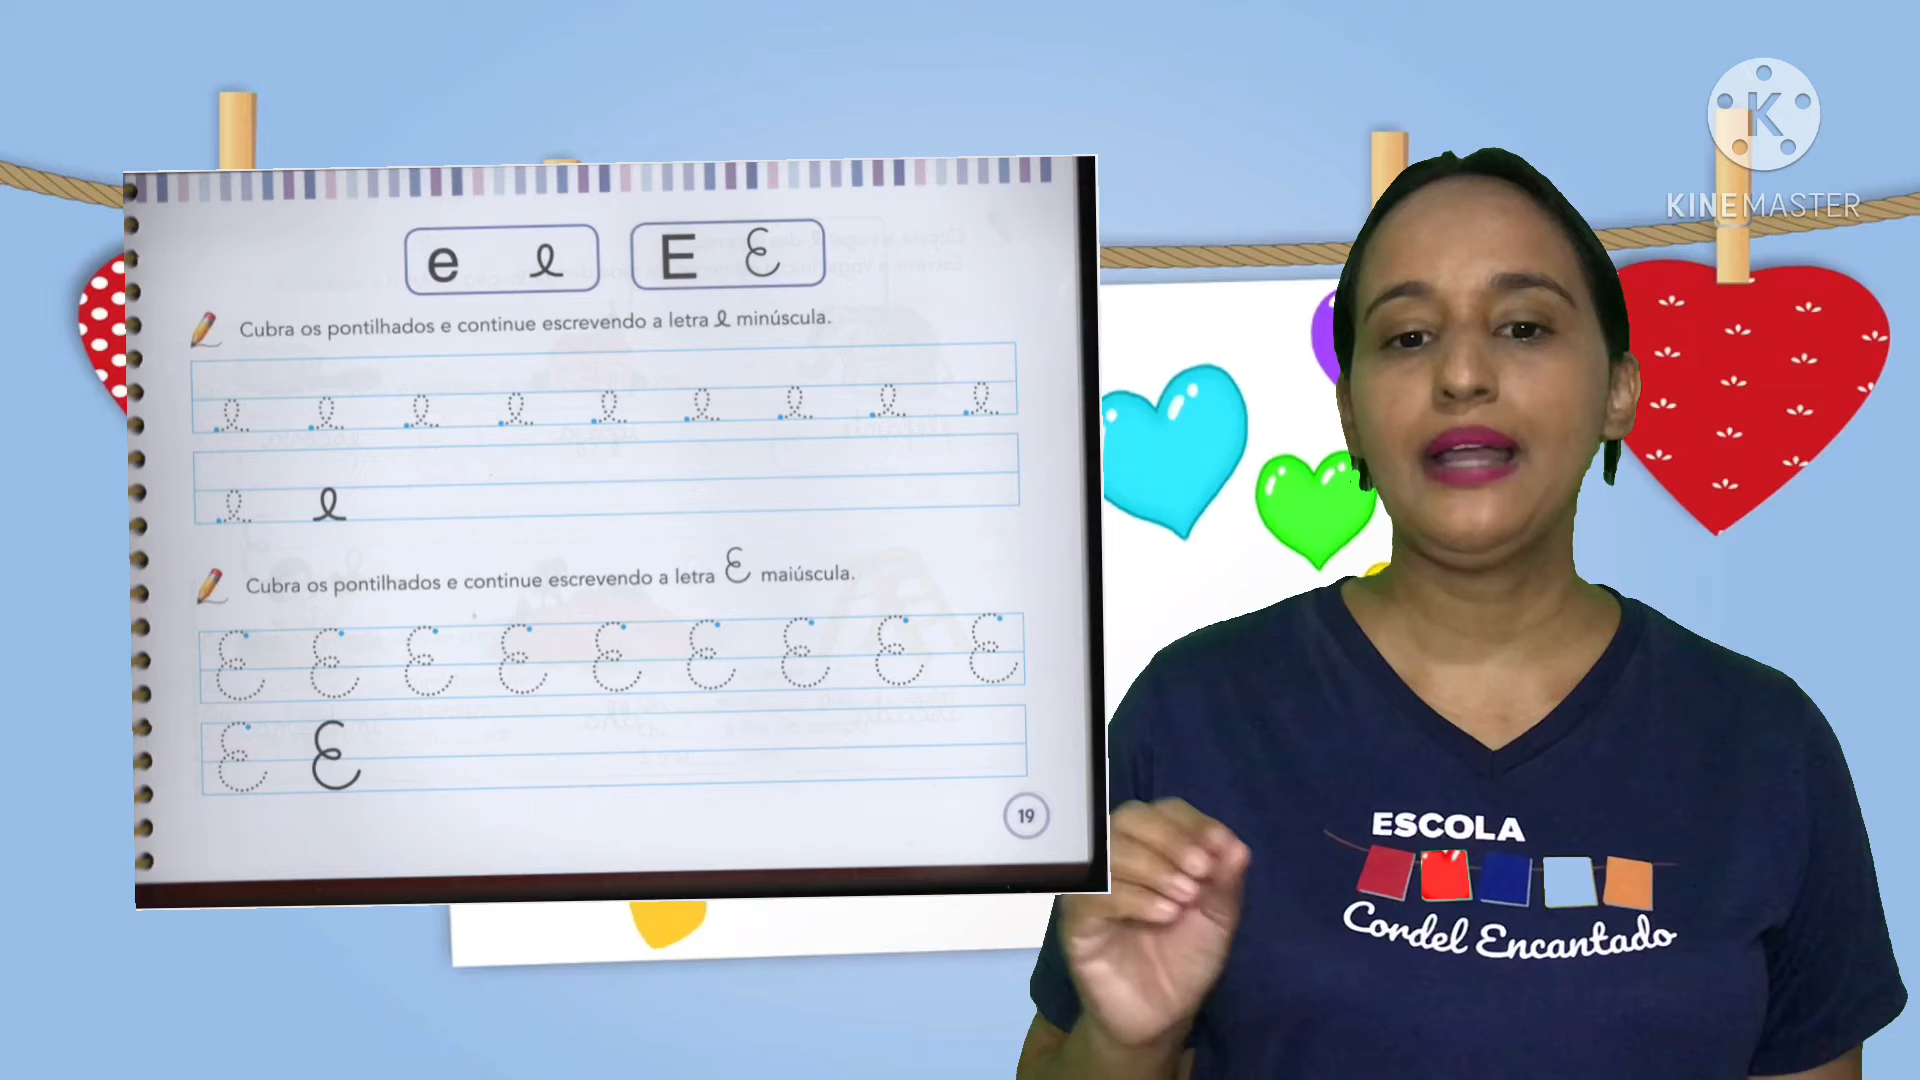 KINEMASTER
e e E E
Cubra os pontilhados e continue escrevendo a letra e minúscula.
e e e e e e e e e
e e
Cubra os pontilhados e continue escrevendo a letra E maiúscula.
E E E E E E E E E
E E
19
ESCOLA
Cordel Encantado